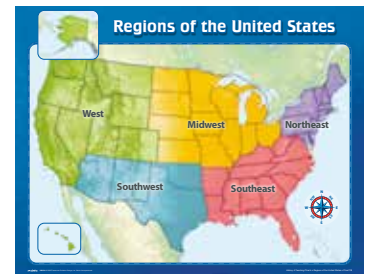 Regions of the United States
West
Midwest
Northeast
Southwest
Southeast